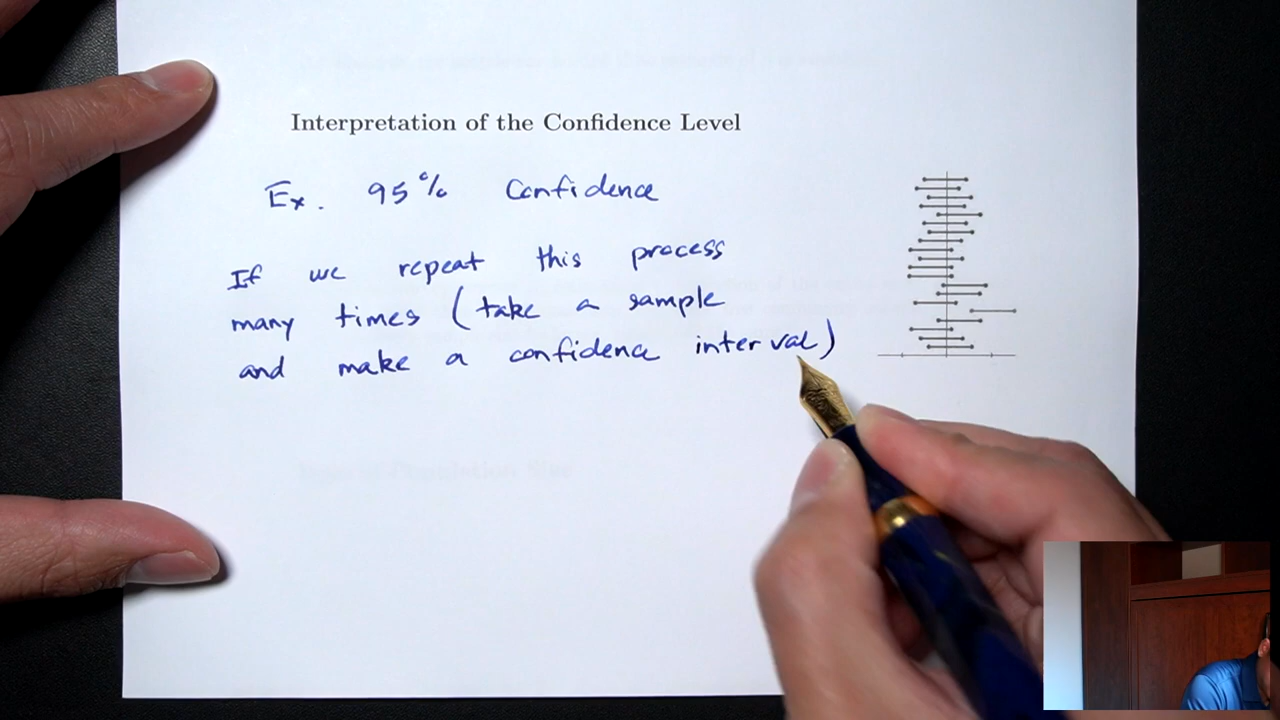 Interpretation of the Confidence Level
Ex. 95% Confidence
If we repeat this process
many times (take a sample
and make a confidence interval)